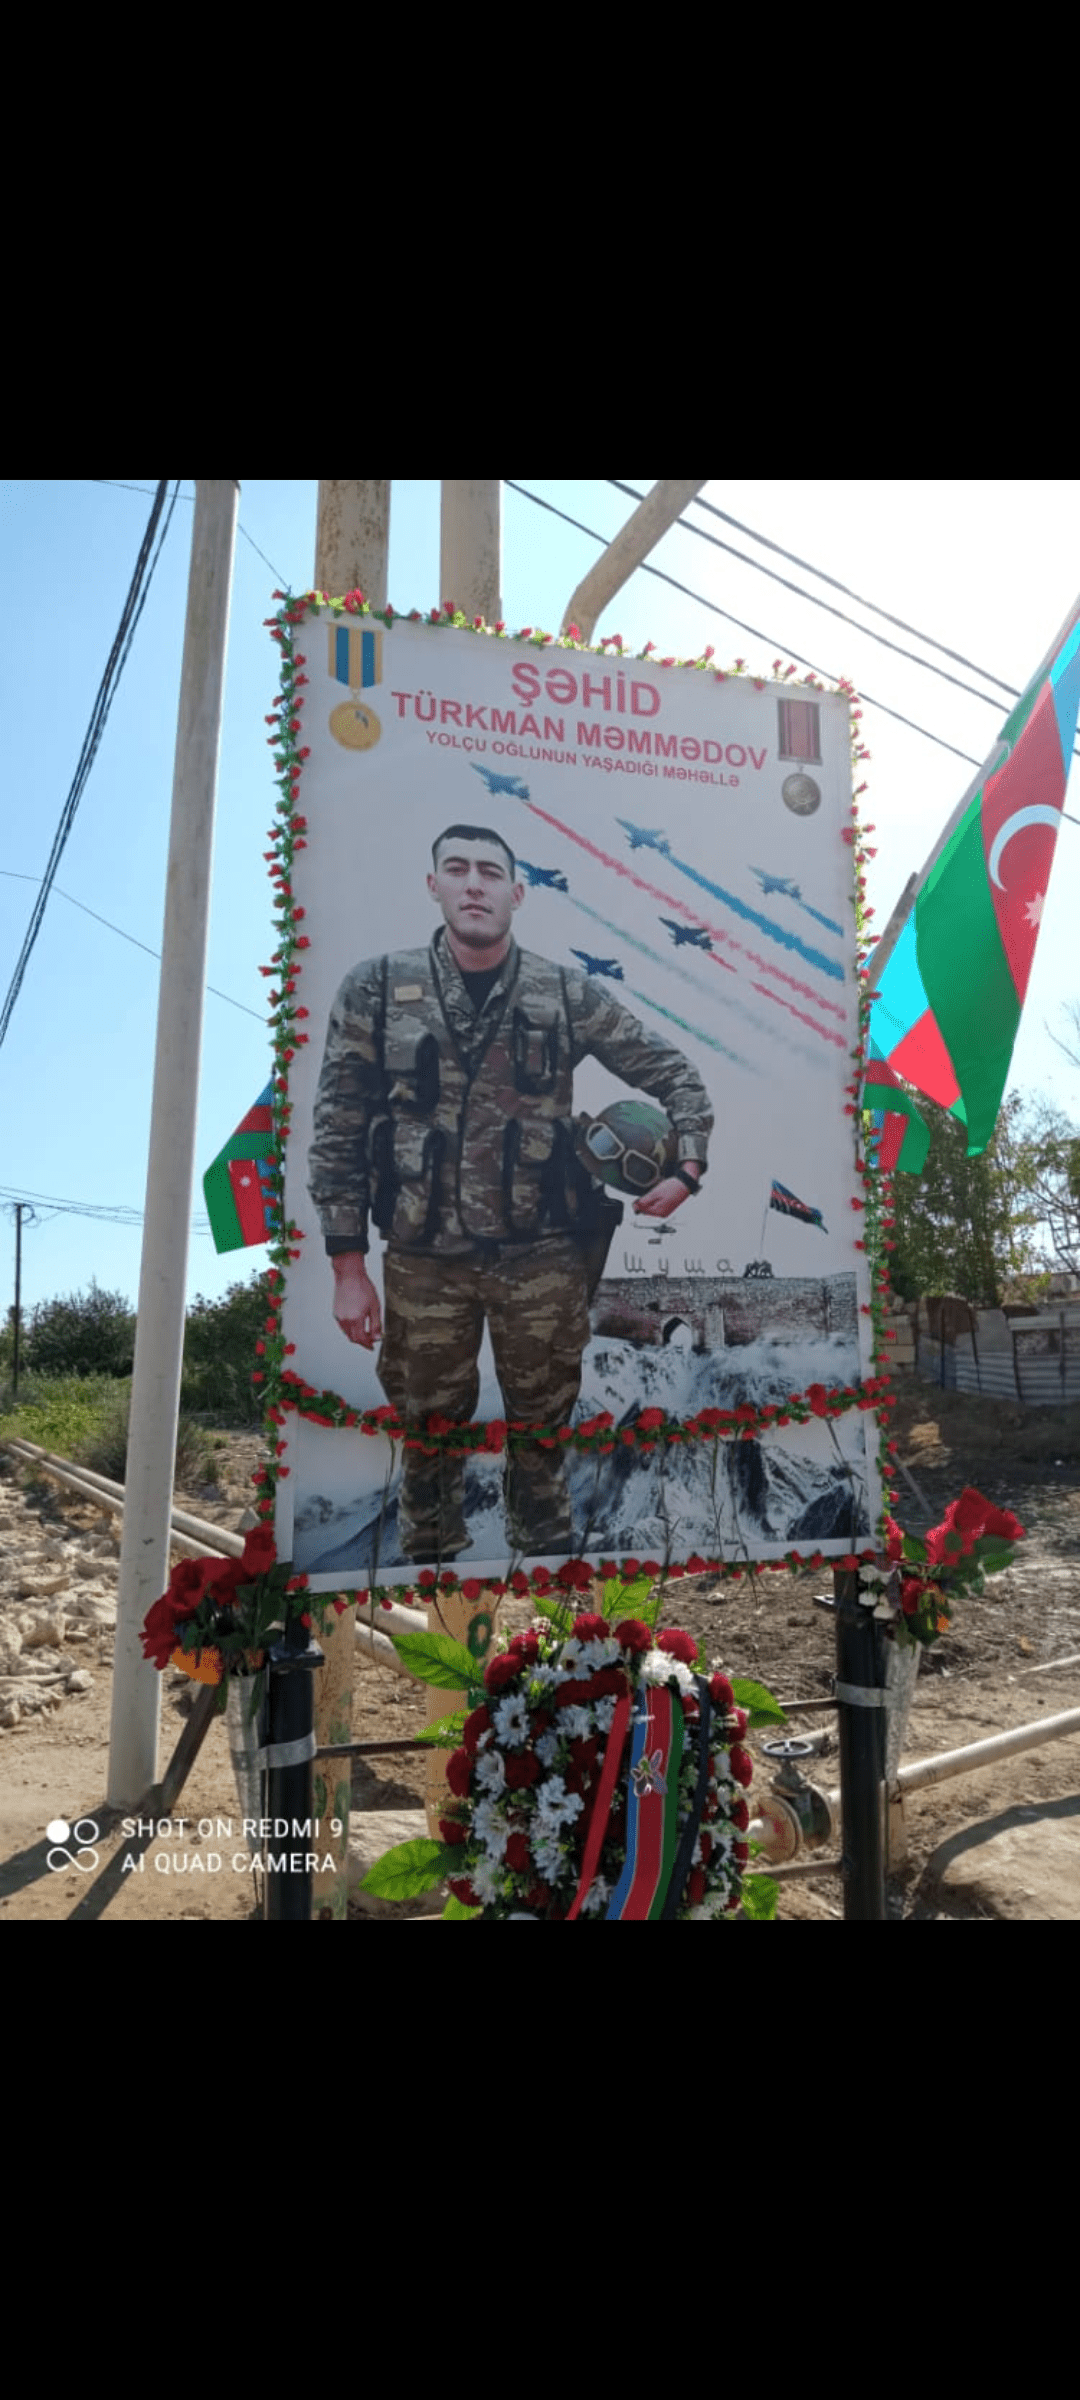 ŞƏHİD
TÜRKMAN MƏMMƏDOV
YOLÇU OĞLUNUN YAŞADIĞI MƏHƏLLƏ
Шуша
SHOT ON REDMI 9
AI QUAD CAMERA